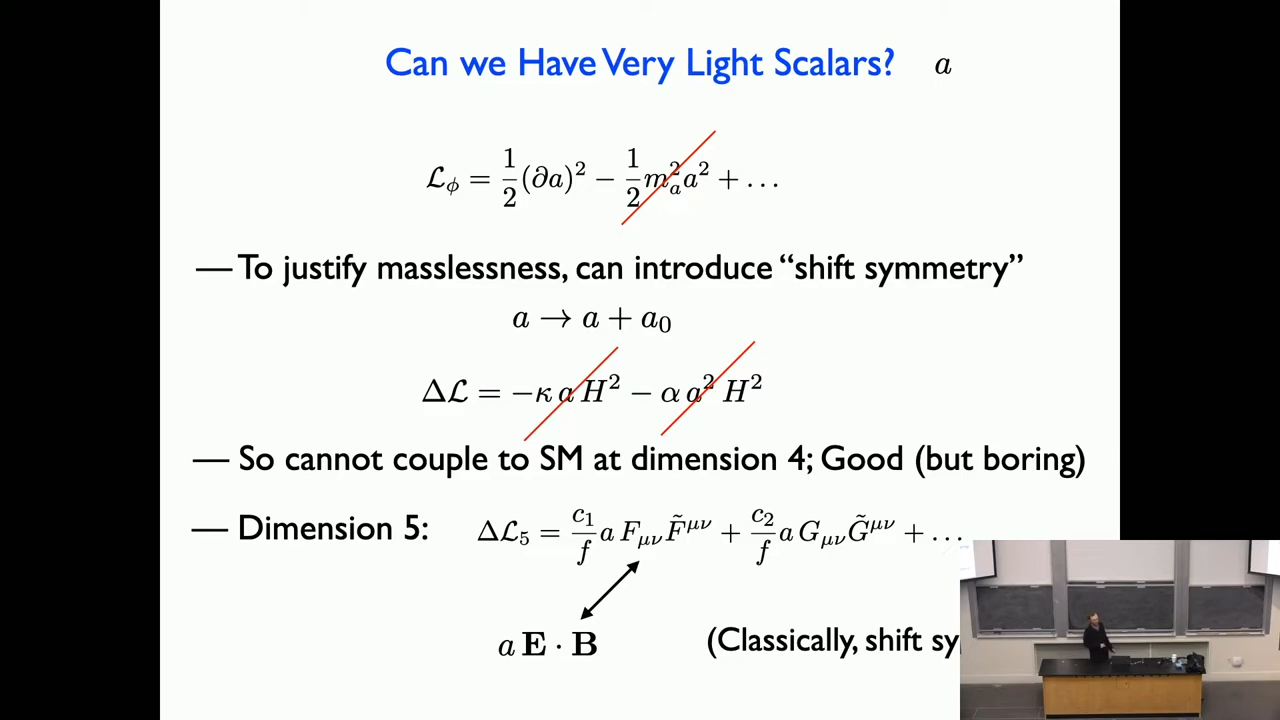 Can we Have Very Light Scalars? a
ℒ_ϕ = 1/2 (∂a)² − 1/2 m_a² a² + …
— To justify masslessness, can introduce “shift symmetry”
a → a + a₀
Δℒ = −κ a H² − α a² H²
— So cannot couple to SM at dimension 4; Good (but boring)
— Dimension 5: Δℒ₅ = c₁/f a F_μν F̃^μν + c₂/f a G_μν G̃^μν + …
a E · B (Classically, shift sy